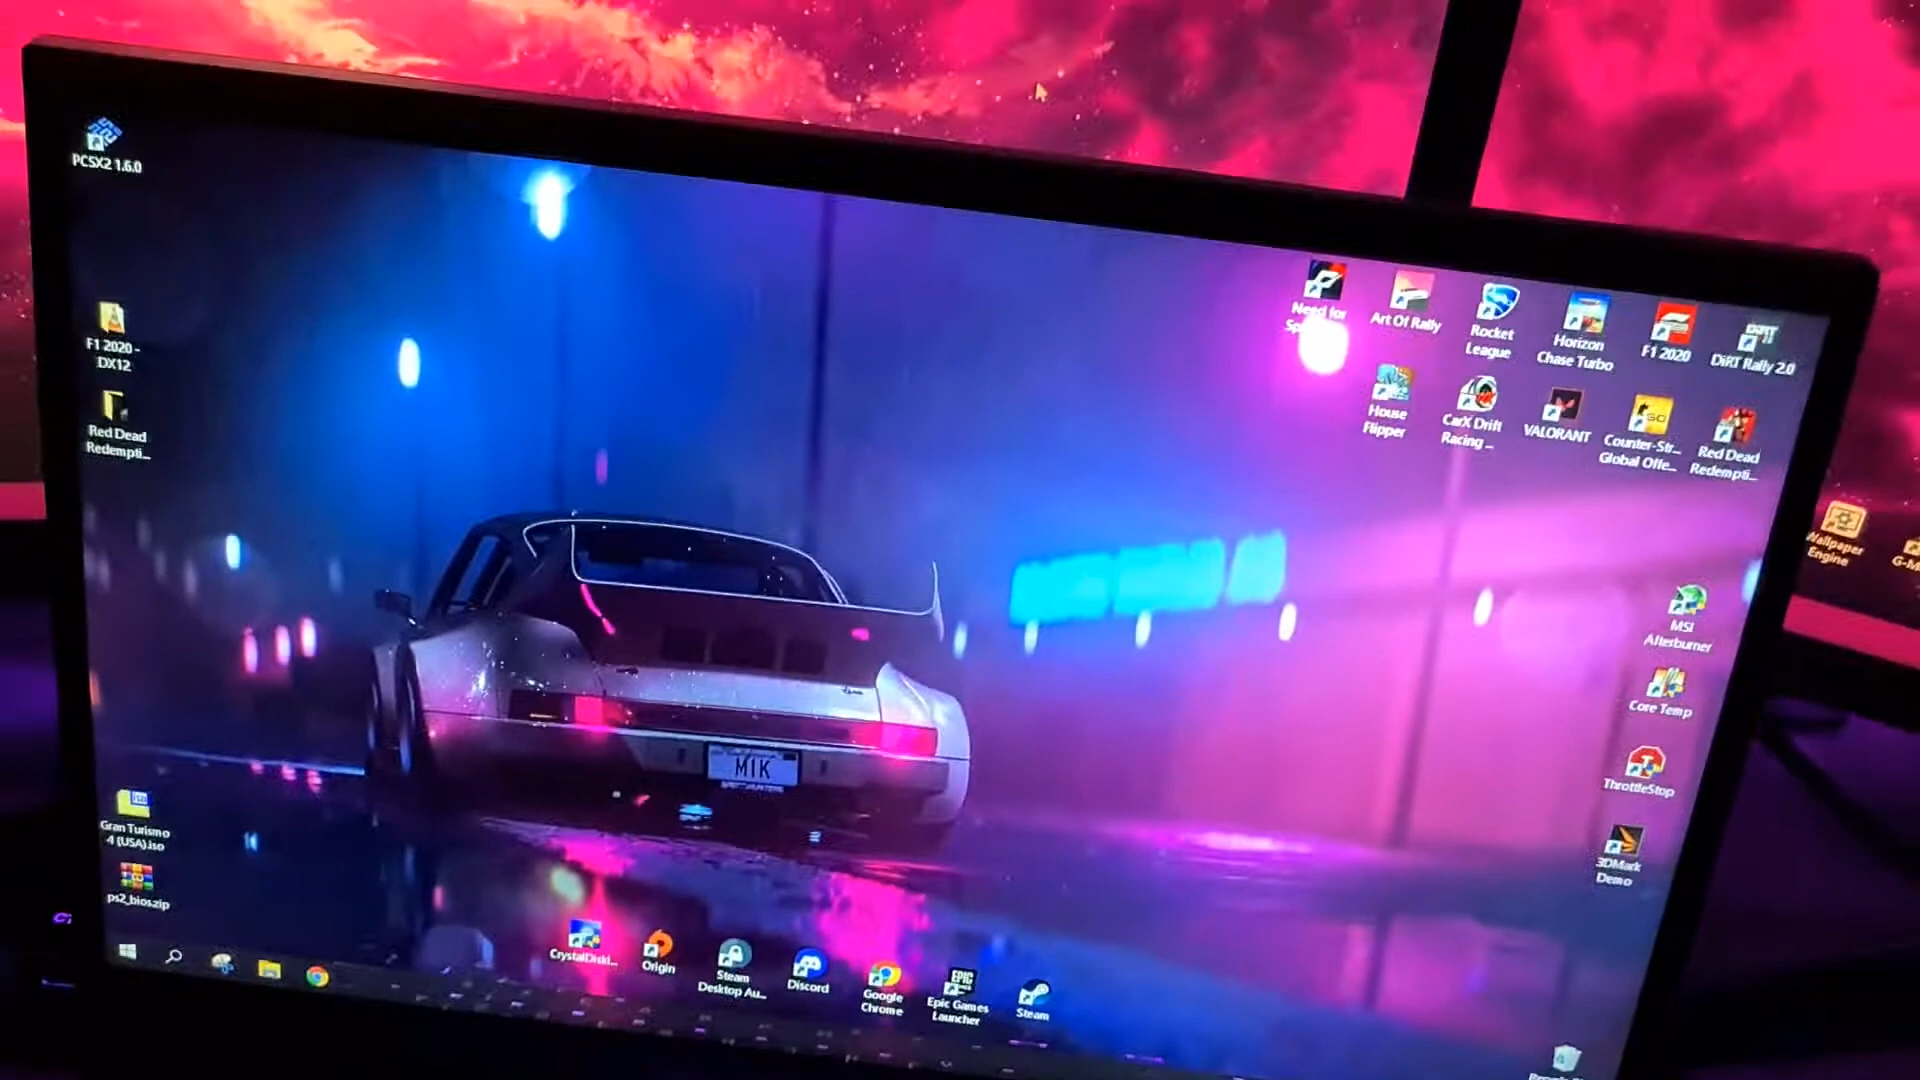 PCSX2 1.6.0
F1 2020 -
DX12
Red Dead
Redempti...
Gran Turismo
4 (USA).iso
ps2_bios.zip
Need for
Art Of Rally
Rocket
League
Horizon
Chase Turbo
F1 2020
DiRT Rally 2.0
House
Flipper
CarX Drift
Racing ...
VALORANT
Counter-Str...
Global Offe...
Red Dead
Redempti...
Wallpaper
Engine
MSI
Afterburner
Core Temp
ThrottleStop
3DMark
Demo
MIK
CrystalDiskI...
Origin
Steam
Desktop Au...
Discord
Google
Chrome
EPIC
Epic Games
Launcher
Steam